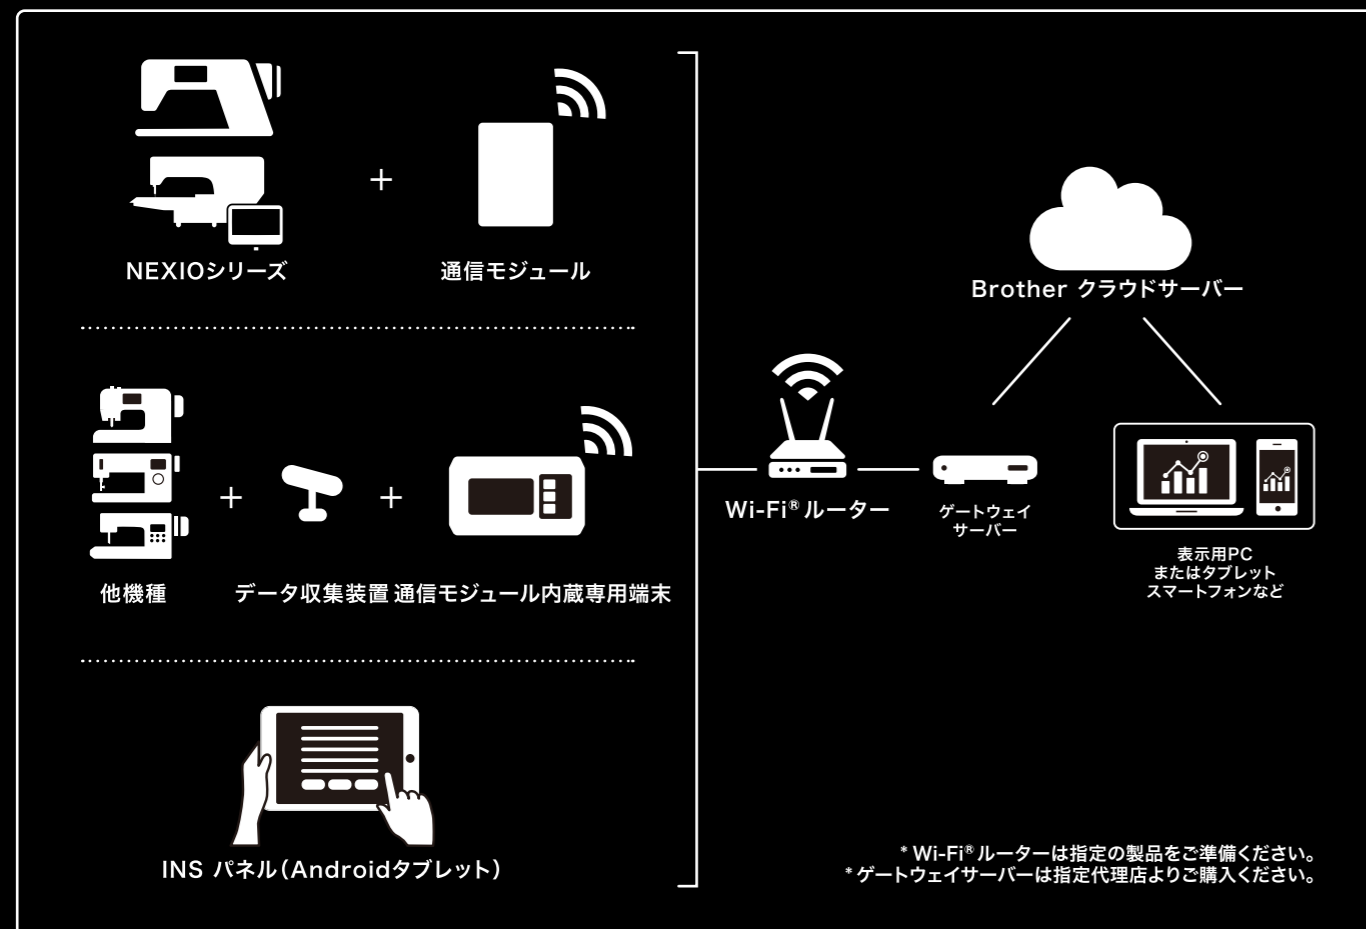 NEXIOシリーズ
+
通信モジュール
他機種
+
データ収集装置
+
通信モジュール内蔵専用端末
INS パネル(Androidタブレット)
Wi-Fi®ルーター
ゲートウェイ
サーバー
Brother クラウドサーバー
表示用PC
またはタブレット
スマートフォンなど
*Wi-Fi®ルーターは指定の製品をご準備ください。
*ゲートウェイサーバーは指定代理店よりご購入ください。